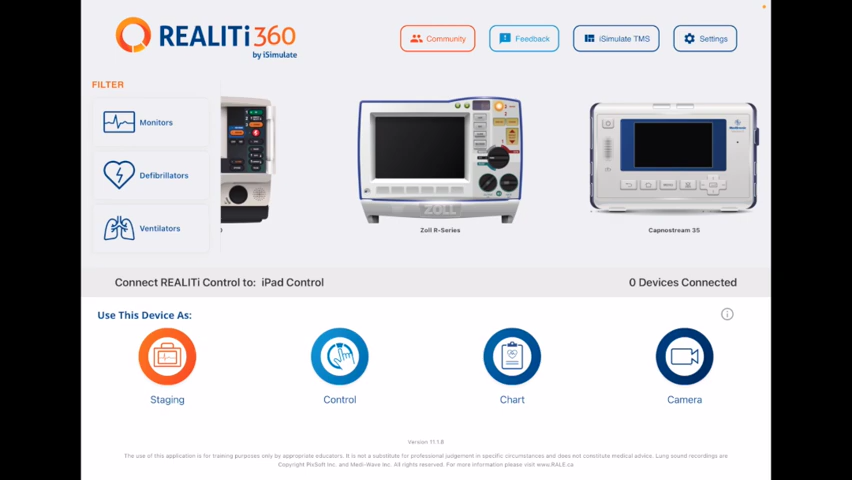 REALITi 360
by iSimulate
Community
Feedback
iSimulate TMS
Settings
FILTER
Monitors
Defibrillators
Ventilators
ZOLL
Zoll R-Series
Capnostream 35
Connect REALITi Control to: iPad Control
0 Devices Connected
Use This Device As:
Staging
Control
Chart
Camera
Version 11.1.8
The use of this application is for training purposes only by appropriate educators. It is not a substitute for professional judgement in specific circumstances and does not constitute medical advice. Lung sound recordings are
Copyright PixSoft Inc. and Medi-Wave Inc. All rights reserved. For more information please visit www.RALE.ca